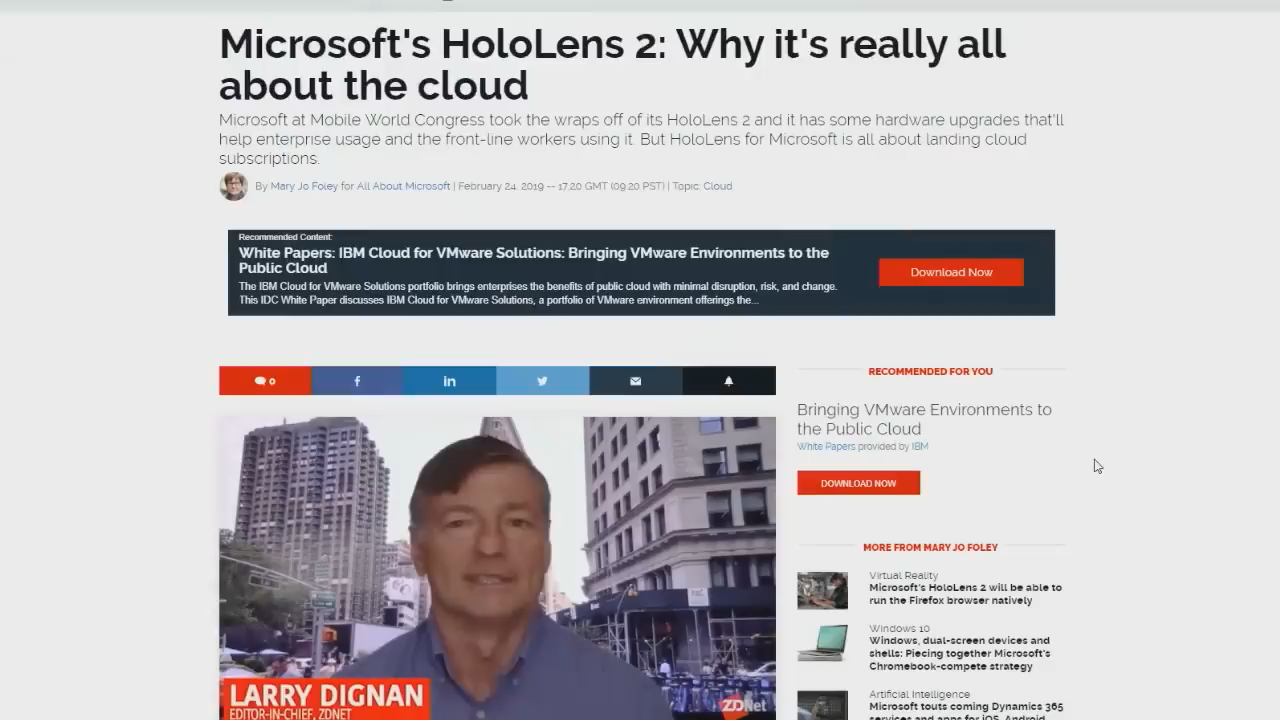 Microsoft's HoloLens 2: Why it's really all
about the cloud
Microsoft at Mobile World Congress took the wraps off of its HoloLens 2 and it has some hardware upgrades that'll
help enterprise usage and the front-line workers using it. But HoloLens for Microsoft is all about landing cloud
subscriptions.
By Mary Jo Foley for All About Microsoft | February 24, 2019 -- 17:20 GMT (09:20 PST) | Topic: Cloud
Recommended Content:
White Papers: IBM Cloud for VMware Solutions: Bringing VMware Environments to the
Public Cloud
The IBM Cloud for VMware Solutions portfolio brings enterprises the benefits of public cloud with minimal disruption, risk, and change.
This IDC White Paper discusses IBM Cloud for VMware Solutions, a portfolio of VMware environment offerings the...
Download Now
0
f
in
LARRY DIGNAN
EDITOR-IN-CHIEF, ZDNET
ZDNet
RECOMMENDED FOR YOU
Bringing VMware Environments to
the Public Cloud
White Papers provided by IBM
DOWNLOAD NOW
MORE FROM MARY JO FOLEY
Virtual Reality
Microsoft's HoloLens 2 will be able to
run the Firefox browser natively
Windows 10
Windows, dual-screen devices and
shells: Piecing together Microsoft's
Chromebook-compete strategy
Artificial Intelligence
Microsoft touts coming Dynamics 365
services and apps for iOS, Android